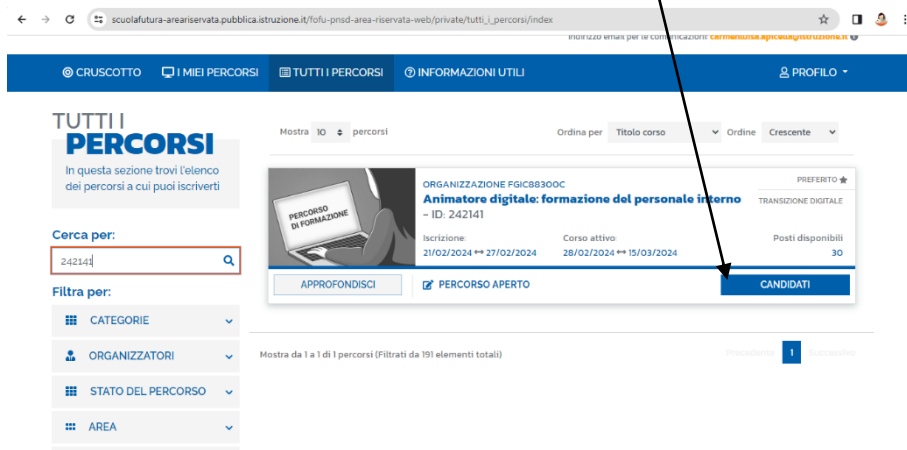 scuolafutura-areariservata.pubblica.istruzione.it/fofu-pnsd-area-riservata-web/private/tutti_i_percorsi/index
CRUSCOTTO I MIEI PERCORSI TUTTI I PERCORSI INFORMAZIONI UTILI PROFILO
TUTTI I
PERCORSI
In questa sezione trovi l'elenco
dei percorsi a cui puoi iscriverti
Cerca per:
242141
Filtra per:
CATEGORIE
ORGANIZZATORI
STATO DEL PERCORSO
AREA
Mostra 10 percorsi
Ordina per Titolo corso Ordine Crescente
PERCORSO
DI FORMAZIONE
ORGANIZZAZIONE FGIC88300C
Animatore digitale: formazione del personale interno
– ID: 242141
Iscrizione:
21/02/2024 ↔ 27/02/2024
Corso attivo:
28/02/2024 ↔ 15/03/2024
PREFERITO
TRANSIZIONE DIGITALE
Posti disponibili
30
APPROFONDISCI PERCORSO APERTO CANDIDATI
Mostra da 1 a 1 di 1 percorsi (Filtrati da 191 elementi totali)
Precedente 1 Successivo